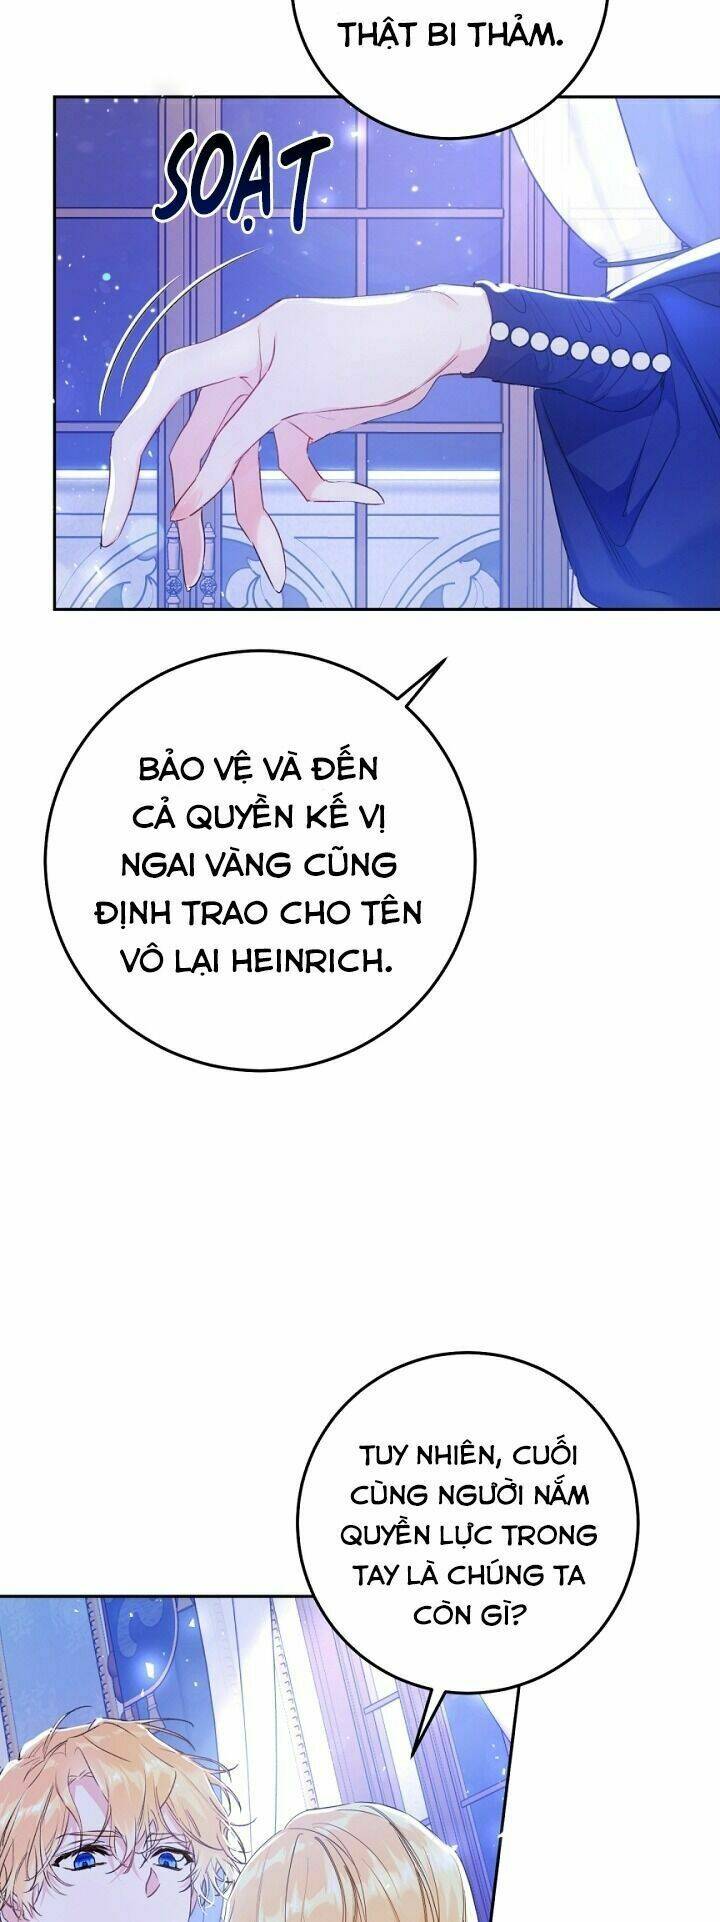 THẬT BI THẢM.
SOẠT
BẢO VỆ VÀ ĐẾN
CẢ QUYỀN KẾ VỊ
NGAI VÀNG CŨNG
ĐỊNH TRAO CHO TÊN
VÔ LẠI HEINRICH.
TUY NHIÊN, CUỐI
CÙNG NGƯỜI NẮM
QUYỀN LỰC TRONG
TAY LÀ CHÚNG TA
CÒN GÌ?